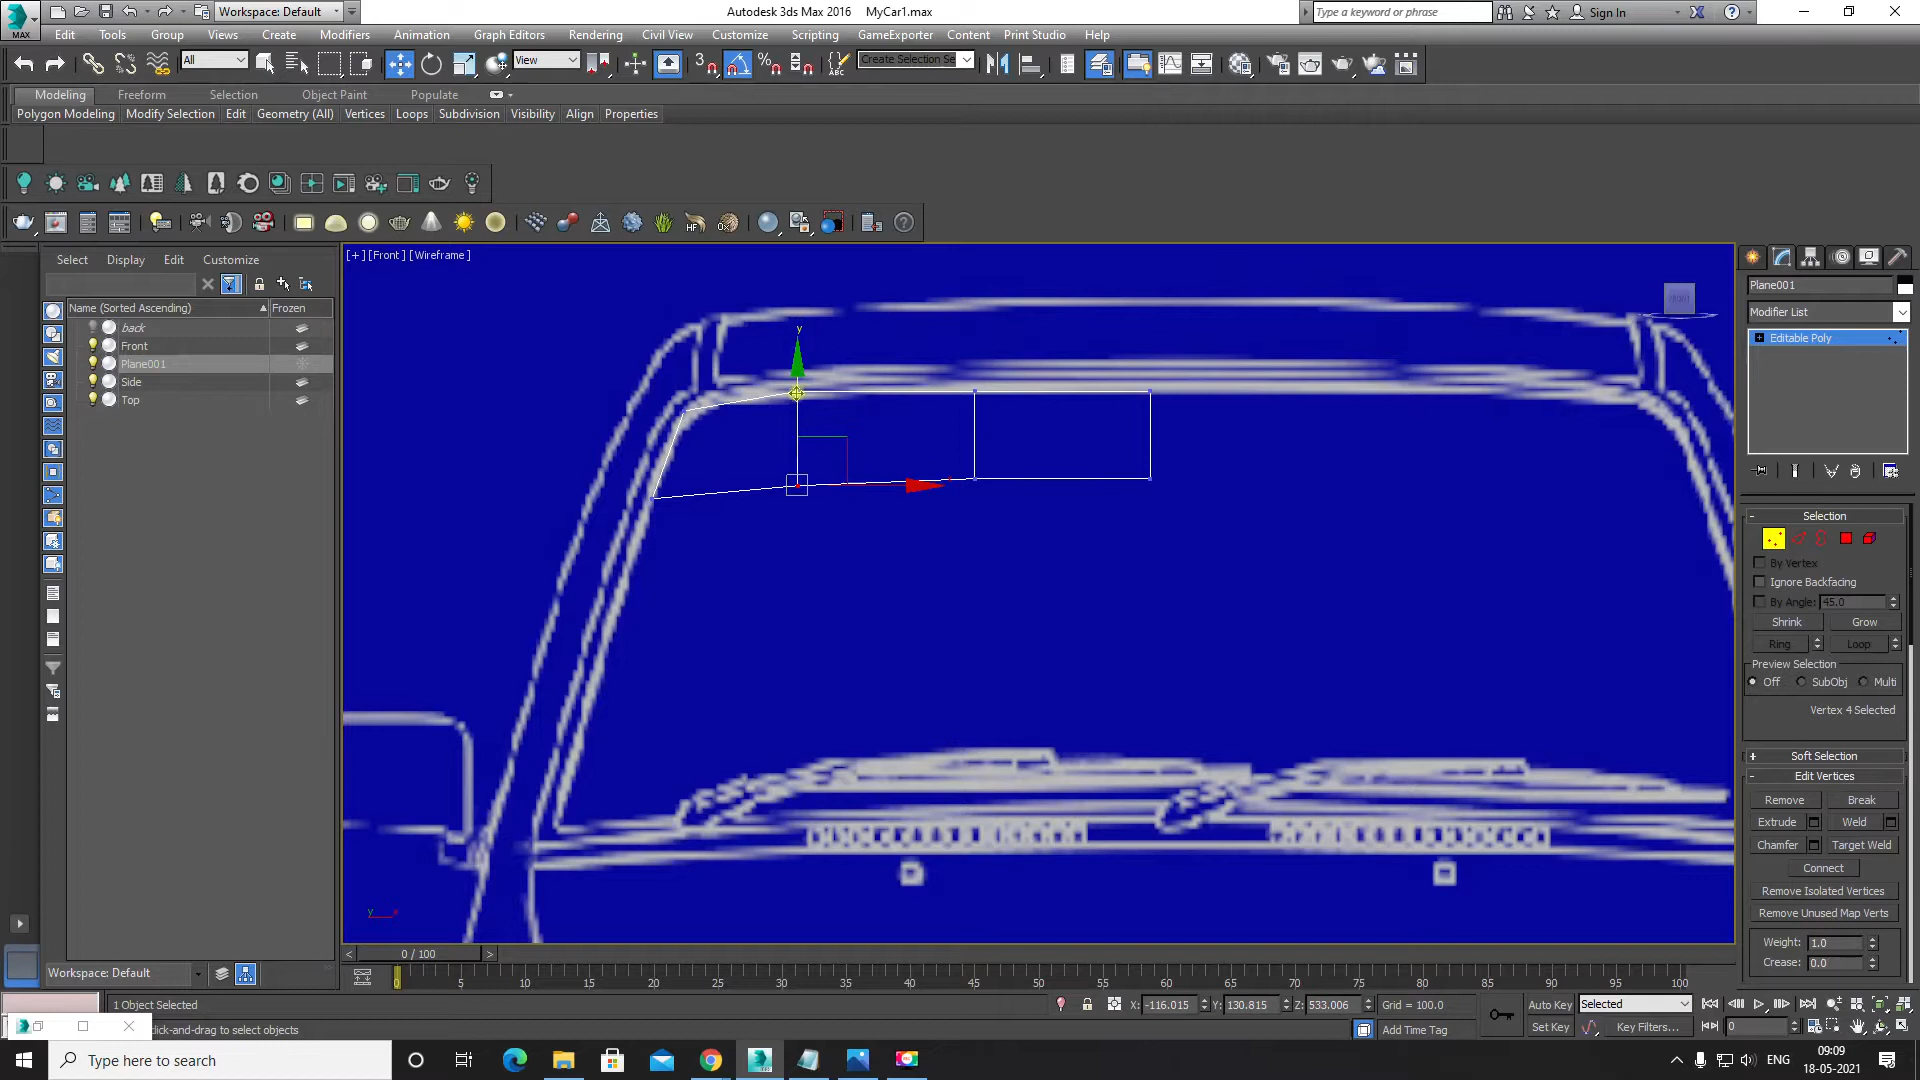 Workspace: Default
Autodesk 3ds Max 2016 MyCar1.max
Type a keyword or phrase
Sign In
MAX
Edit Tools Group Views Create Modifiers Animation Graph Editors Rendering Civil View Customize Scripting GameExporter Content Print Studio Help
All
View
3
Create Selection Se
Modeling Freeform Selection Object Paint Populate
Polygon Modeling Modify Selection Edit Geometry (All) Vertices Loops Subdivision Visibility Align Properties
Select Display Edit Customize
[+] [Front] [Wireframe]
Name (Sorted Ascending) Frozen
back
Front
Plane001
Side
Top
y
Plane001
Modifier List
Editable Poly
Selection
By Vertex
Ignore Backfacing
By Angle: 45.0
Shrink Grow
Ring Loop
Preview Selection
Off SubObj Multi
Vertex 4 Selected
Soft Selection
Edit Vertices
Remove Break
Extrude Weld
Chamfer Target Weld
Connect
Remove Isolated Vertices
Remove Unused Map Verts
Weight: 1.0
Crease: 0.0
0 / 100
Workspace: Default
0 5 10 15 20 25 30 35 40 45 50 55 60 65 70 75 80 85 90 95 100
1 Object Selected
X: -116.015 Y: 130.815 Z: 533.006 Grid = 100.0
Auto Key Selected
click-and-drag to select objects
Add Time Tag
Set Key Key Filters... 0
Type here to search
ENG
09:09
18-05-2021